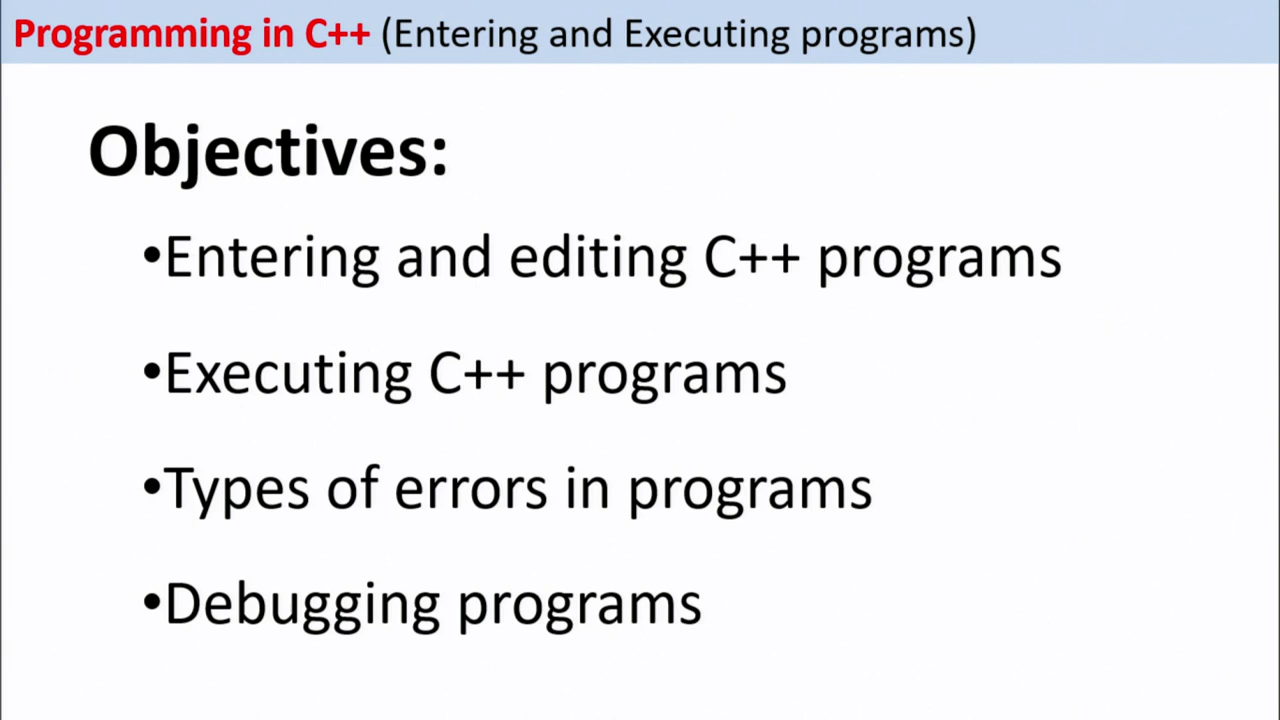 Programming in C++ (Entering and Executing programs)
Objectives:
•Entering and editing C++ programs
•Executing C++ programs
•Types of errors in programs
•Debugging programs